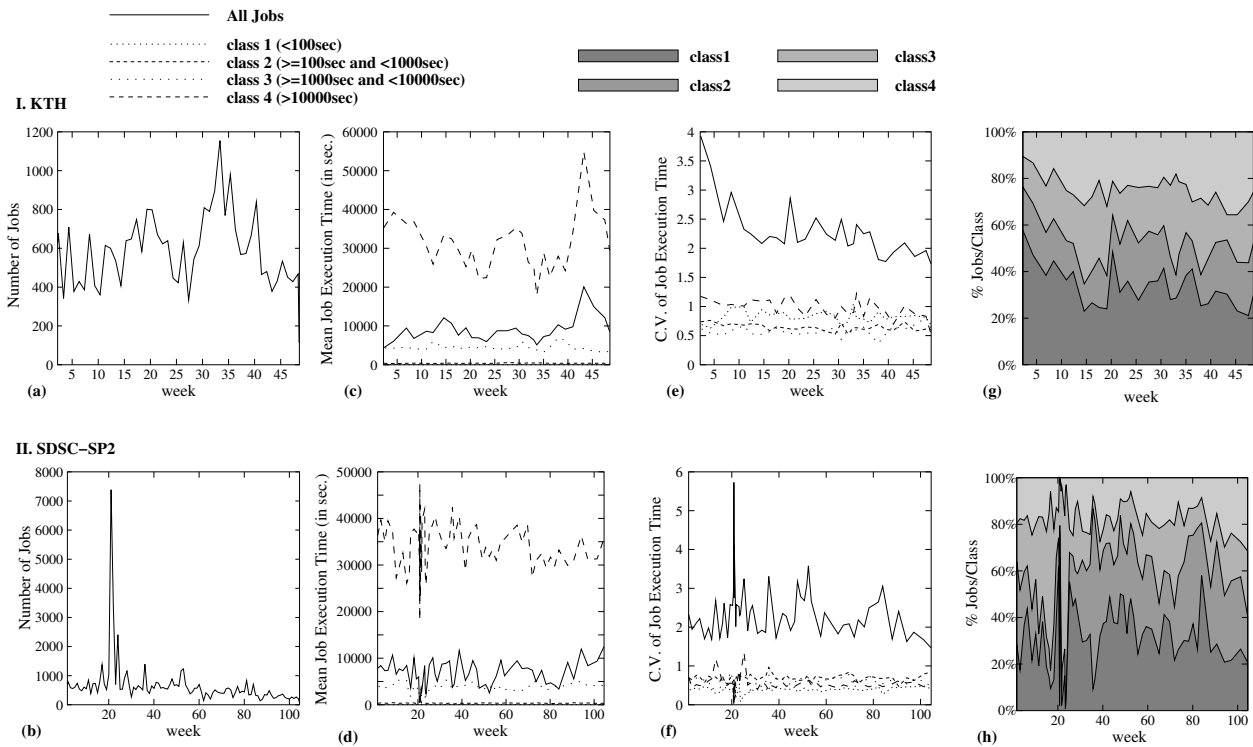 All Jobs
class 1 (<100sec)
class 2 (>=100sec and <1000sec)
class 3 (>=1000sec and <10000sec)
class 4 (>10000sec)
class1
class2
class3
class4
I. KTH
Number of Jobs
1200
1000
800
600
400
200
0
5 10 15 20 25 30 35 40 45
(a)
week
Mean Job Execution Time (in sec.)
60000
50000
40000
30000
20000
10000
0
5 10 15 20 25 30 35 40 45
(c)
week
C.V. of Job Execution Time
4
3.5
3
2.5
2
1.5
1
0.5
0
5 10 15 20 25 30 35 40 45
(e)
week
% Jobs/Class
100%
80%
60%
40%
20%
0%
5 10 15 20 25 30 35 40 45
(g)
week
II. SDSC−SP2
Number of Jobs
8000
7000
6000
5000
4000
3000
2000
1000
0
20 40 60 80 100
(b)
week
Mean Job Execution Time (in sec.)
50000
40000
30000
20000
10000
0
20 40 60 80 100
(d)
week
C.V. of Job Execution Time
6
5
4
3
2
1
0
20 40 60 80 100
(f)
week
% Jobs/Class
100%
80%
60%
40%
20%
0%
20 40 60 80 100
week
(h)